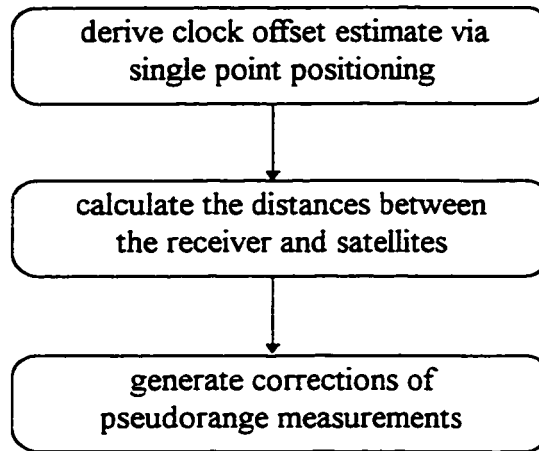 derive clock offset estimate via
single point positioning
calculate the distances between
the receiver and satellites
generate corrections of
pseudorange measurements